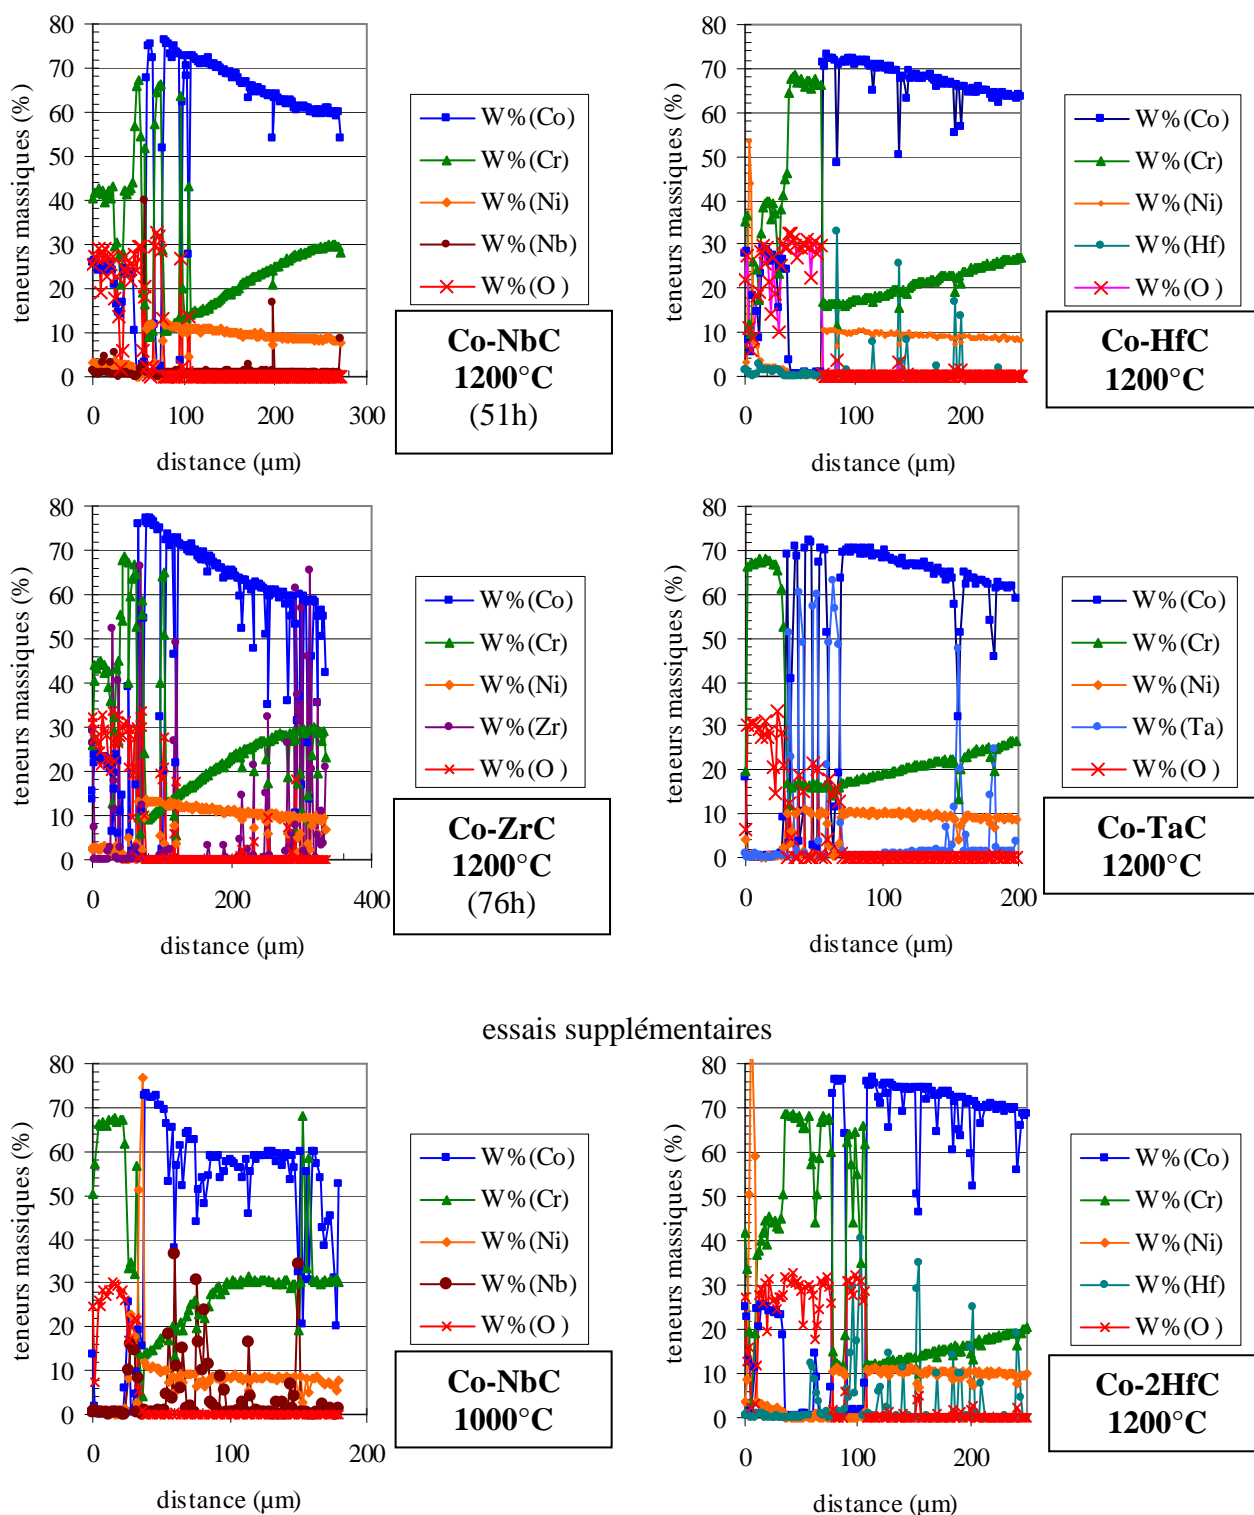 80
70
60
50
40
30
20
10
0
teneurs massiques (%)
0 100 200 300
distance (µm)
W%(Co)
W%(Cr)
W%(Ni)
W%(Nb)
W%(O )
Co-NbC
1200°C
(51h)
80
70
60
50
40
30
20
10
0
teneurs massiques (%)
0 100 200
distance (µm)
W%(Co)
W%(Cr)
W%(Ni)
W%(Hf)
W%(O )
Co-HfC
1200°C
80
70
60
50
40
30
20
10
0
teneurs massiques (%)
0 200 400
distance (µm)
W%(Co)
W%(Cr)
W%(Ni)
W%(Zr)
W%(O )
Co-ZrC
1200°C
(76h)
80
70
60
50
40
30
20
10
0
teneurs massiques (%)
0 100 200
distance (µm)
W%(Co)
W%(Cr)
W%(Ni)
W%(Ta)
W%(O )
Co-TaC
1200°C
essais supplémentaires
80
70
60
50
40
30
20
10
0
teneurs massiques (%)
0 100 200
distance (µm)
W%(Co)
W%(Cr)
W%(Ni)
W%(Nb)
W%(O )
Co-NbC
1000°C
80
70
60
50
40
30
20
10
0
teneurs massiques (%)
0 100 200
distance (µm)
W%(Co)
W%(Cr)
W%(Ni)
W%(Hf)
W%(O )
Co-2HfC
1200°C